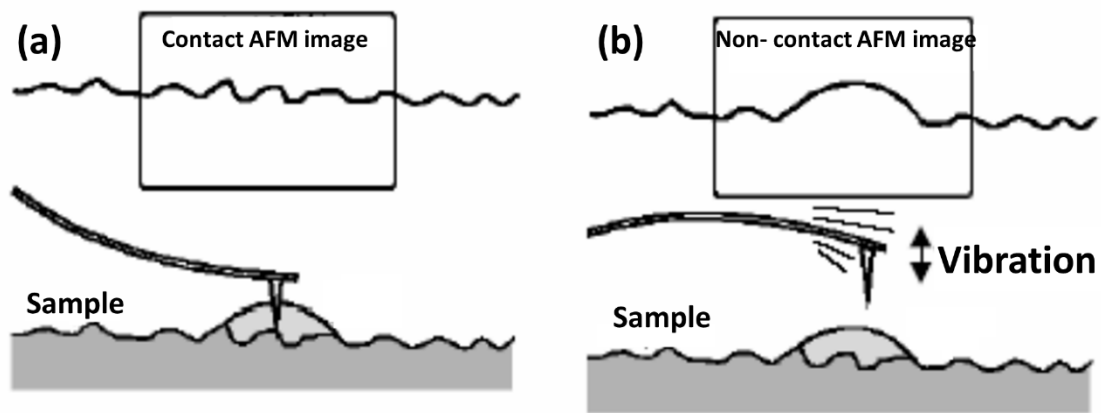 (a)
Contact AFM image
Sample
(b)
Non- contact AFM image
Vibration
Sample